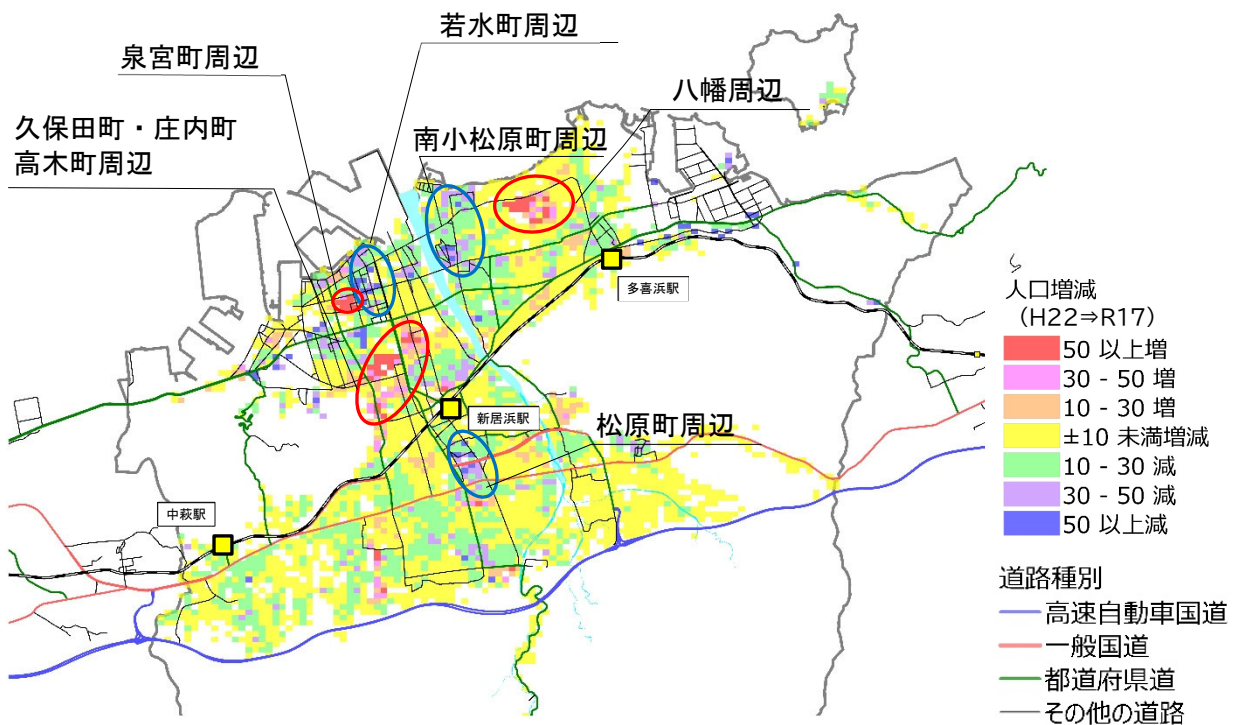 若水町周辺
泉宮町周辺
八幡周辺
久保田町・庄内町
高木町周辺
南小松原町周辺
多喜浜駅
新居浜駅
松原町周辺
中萩駅
人口増減
（H22⇒R17）
50 以上増
30 - 50 増
10 - 30 増
±10 未満増減
10 - 30 減
30 - 50 減
50 以上減
道路種別
高速自動車国道
一般国道
都道府県道
その他の道路